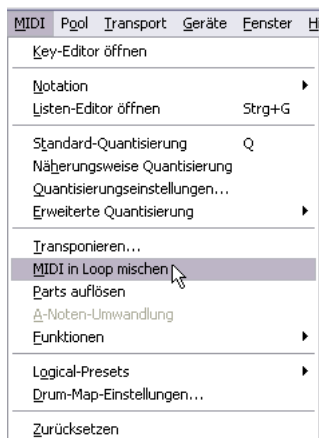 MIDI Pool Transport Geräte Fenster
Key-Editor öffnen
Notation
Listen-Editor öffnen Strg+G
Standard-Quantisierung Q
Näherungsweise Quantisierung
Quantisierungseinstellungen...
Erweiterte Quantisierung
Transponieren...
MIDI in Loop mischen
Parts auflösen
A-Noten-Umwandlung
Funktionen
Logical-Presets
Drum-Map-Einstellungen...
Zurücksetzen